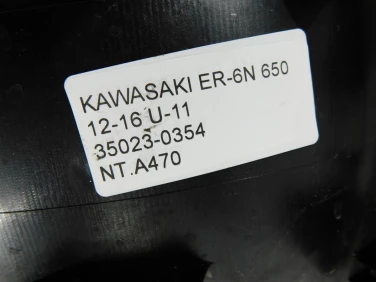 KAWASAKI ER-6N 650
12-16 U-11
35023-0354
NT.A470